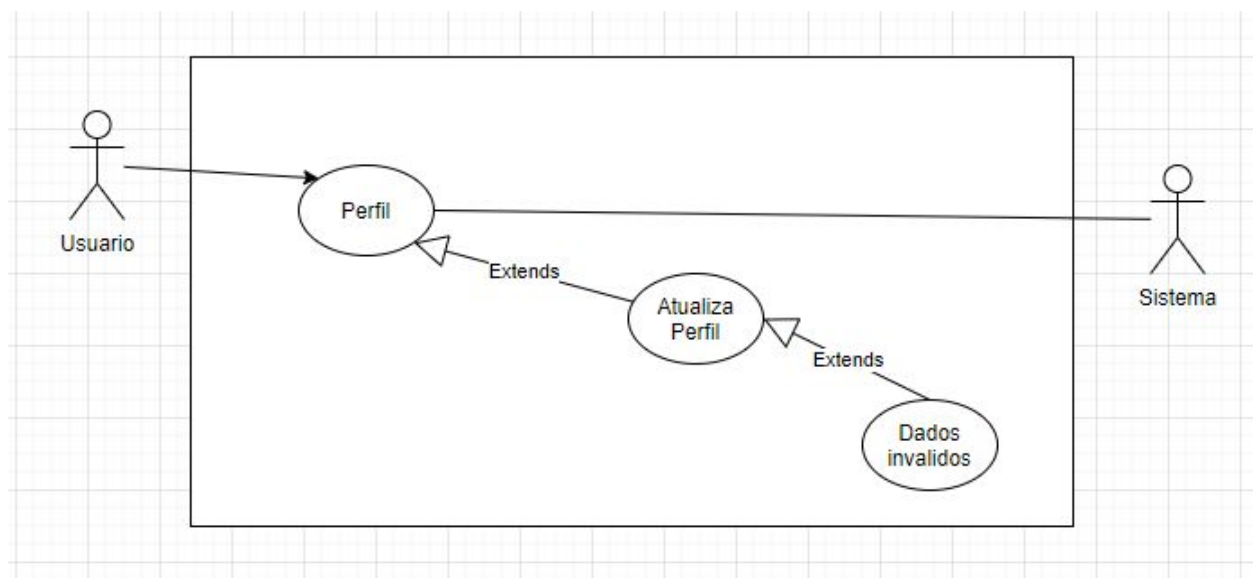 Usuario
Perfil
Sistema
Extends
Atualiza
Perfil
Extends
Dados
invalidos